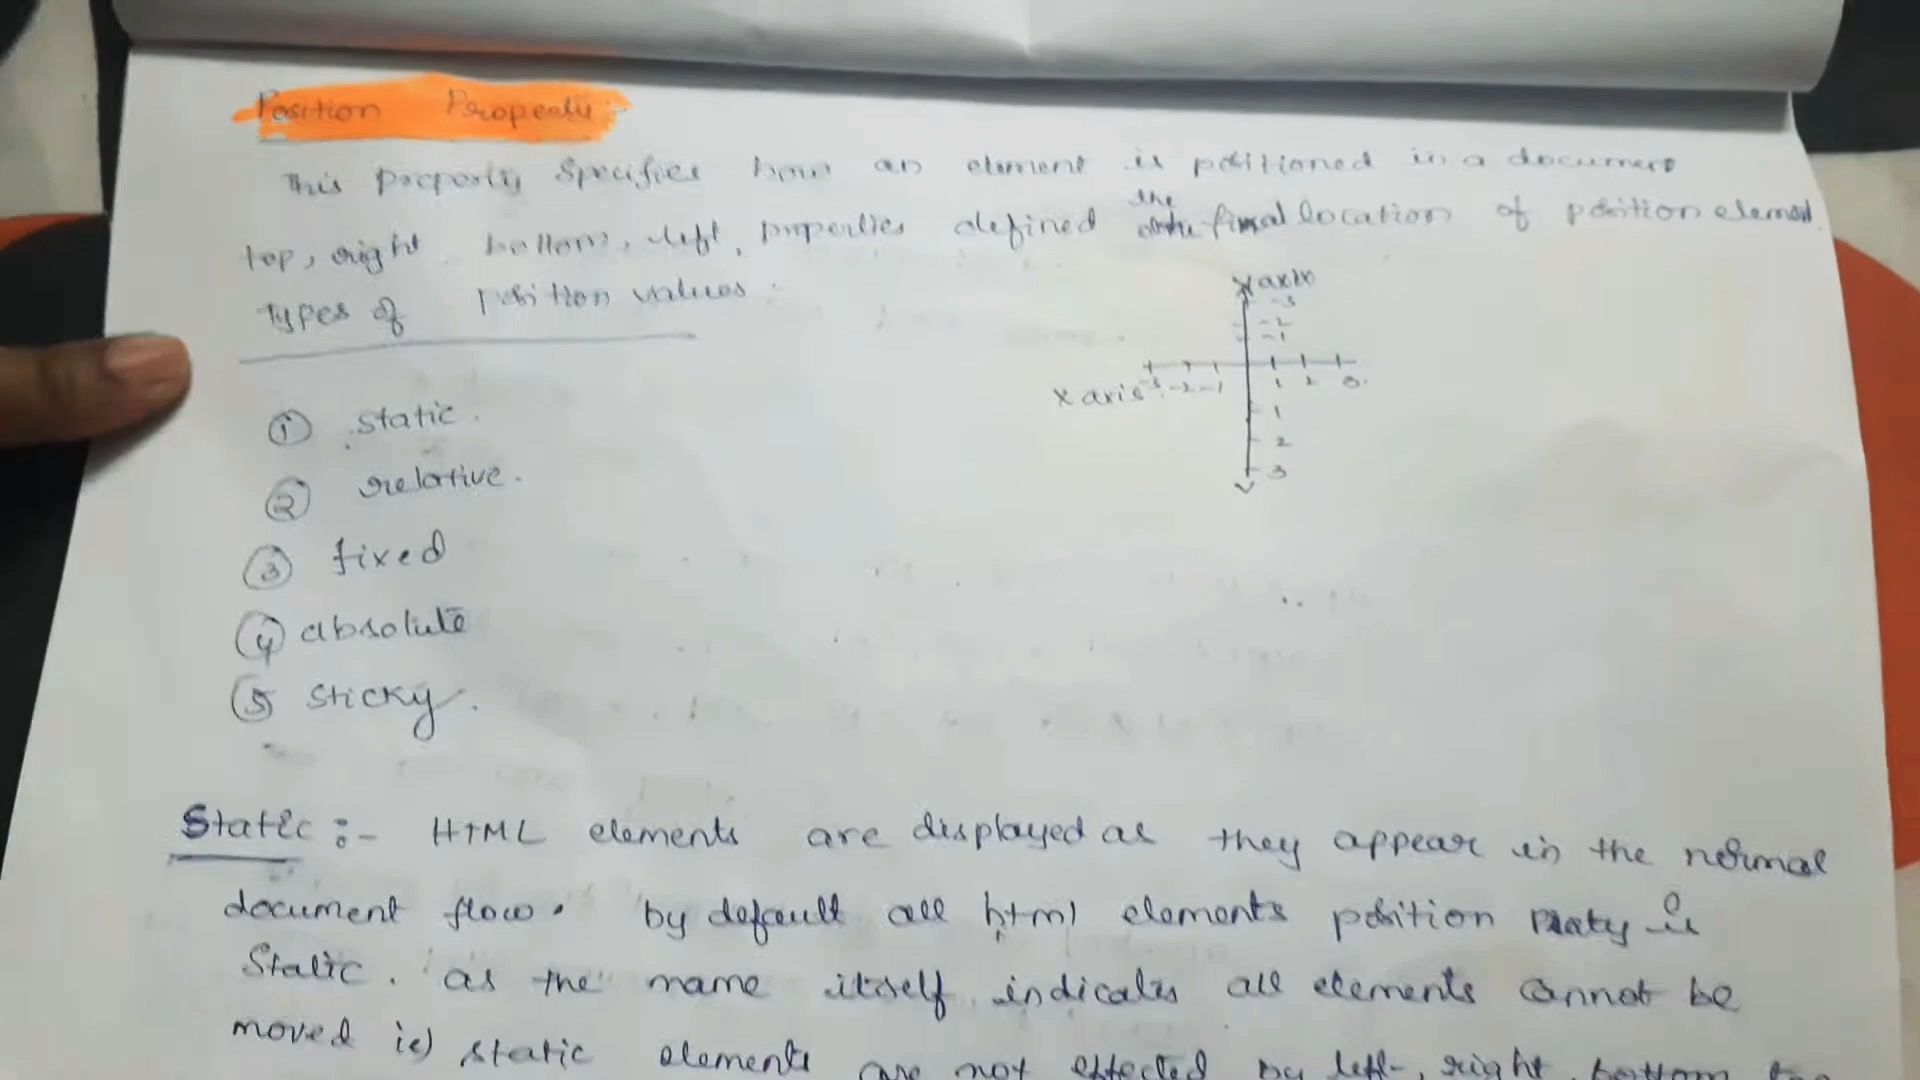 Position Property :-
This property specifies how an element is positioned in a document
top, right bottom, left, properties defined the final location of position element.
Types of position values :
Y axis
-3
-2
-1
X axis -3 -2 -1 1 2 3.
1
2
3
① static.
② relative.
③ fixed
④ absolute
⑤ sticky.
Static :- HTML elements are displayed as they appear in the normal
document flow. by default all html elements position is
Static. as the name itself indicates all elements cannot be
moved ie) static elements are not effected by left, right, bottom